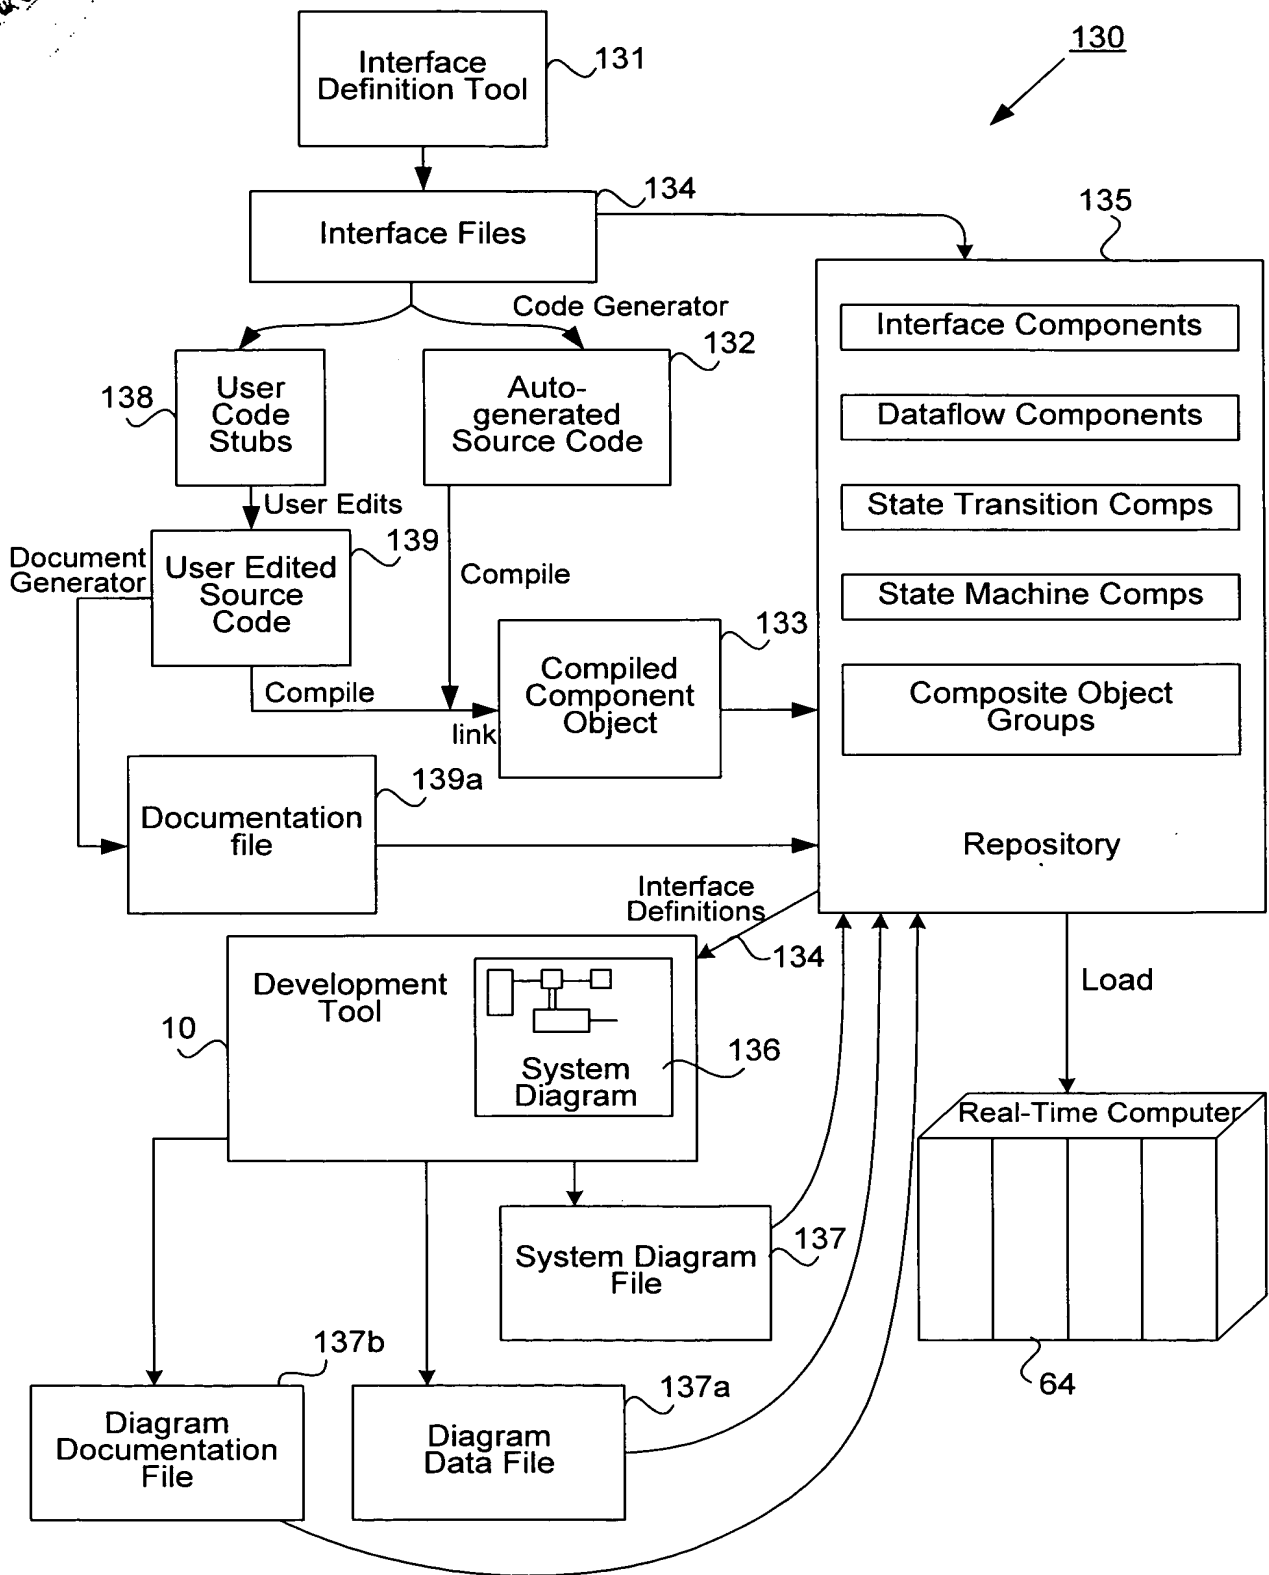 130
Interface
Definition Tool
131
Interface Files
134
135
Code Generator
User
Code
Stubs
138
Auto-
generated
Source Code
132
User Edits
Document
Generator
User Edited
Source
Code
139
Compile
Compile
link
Compiled
Component
Object
133
Documentation
file
139a
Interface Components
Dataflow Components
State Transition Comps
State Machine Comps
Composite Object
Groups
Repository
Interface
Definitions
134
Development
Tool
10
System
Diagram
136
Load
Real-Time Computer
64
System Diagram
File
137
Diagram
Documentation
File
137b
Diagram
Data File
137a